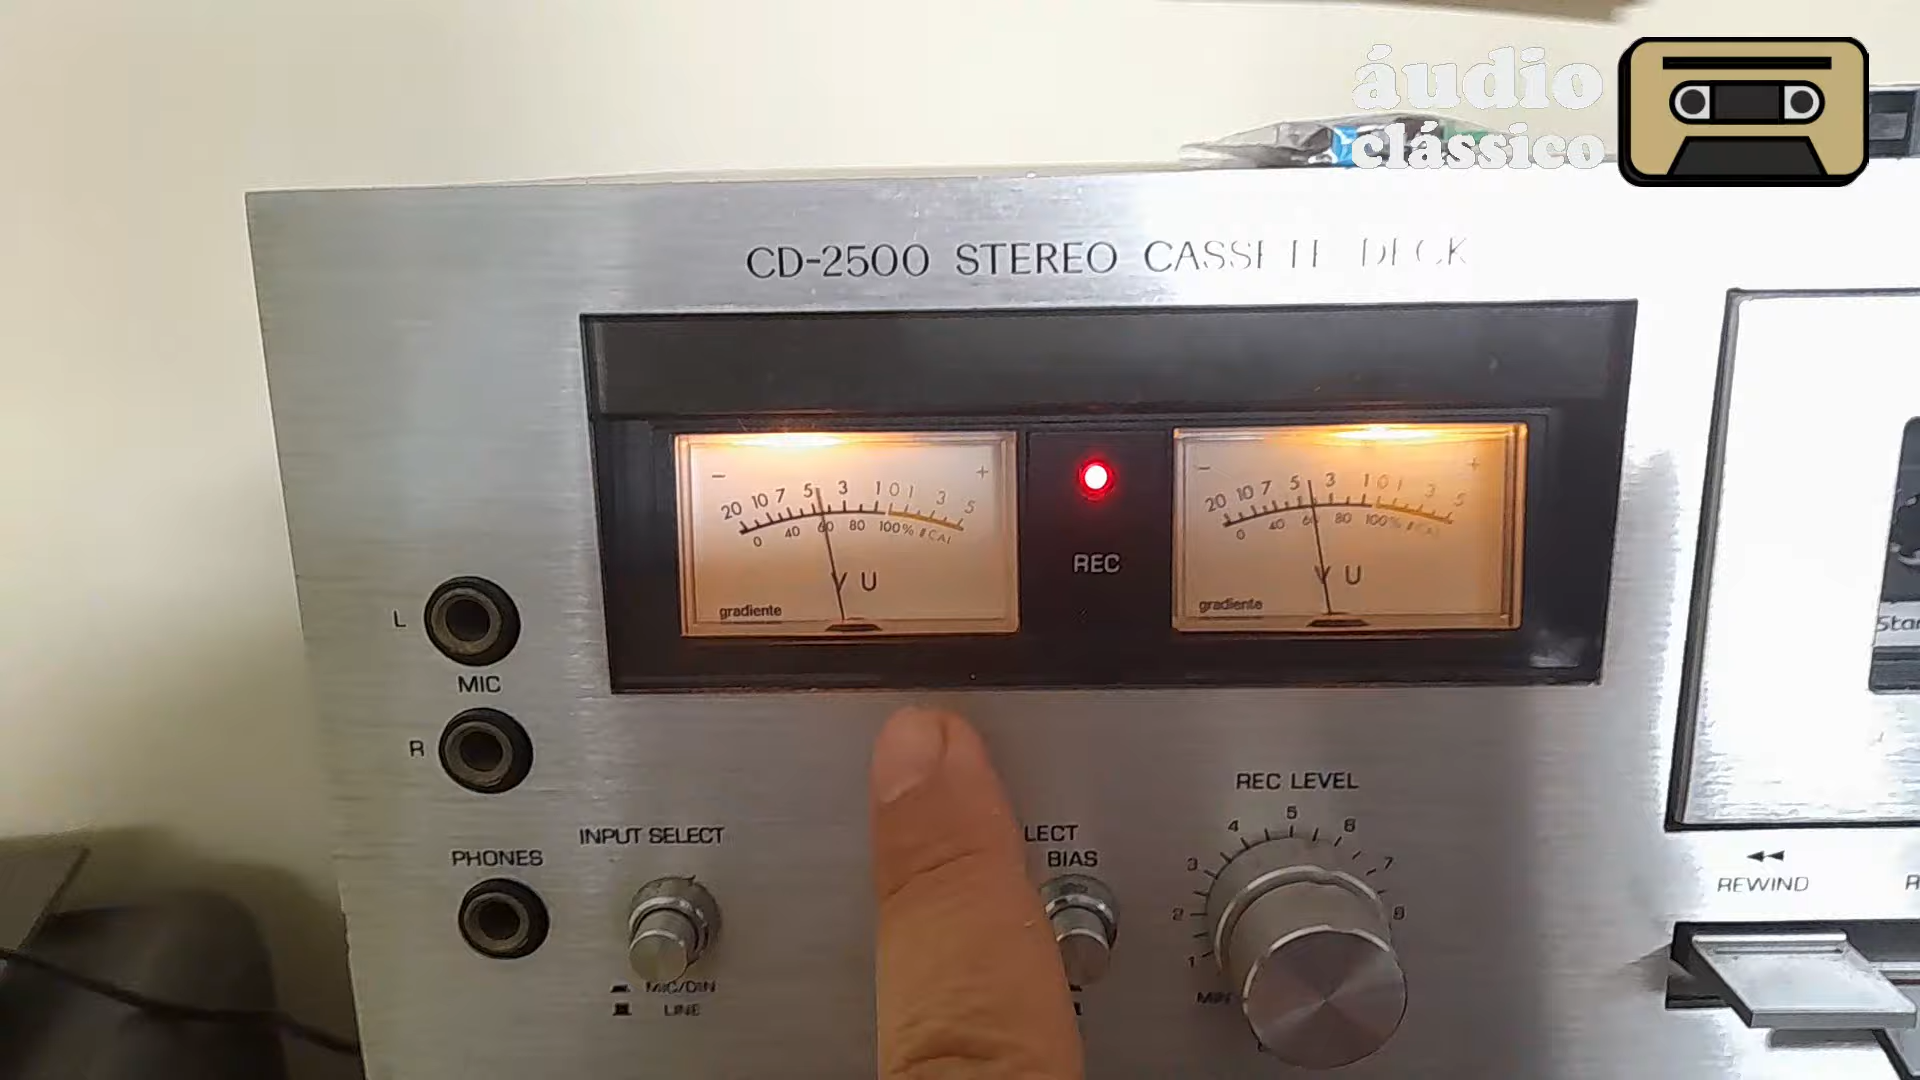 áudio
clássico
CD-2500 STEREO CASSETTE DECK
- +
20 10 7 5 3 1 0 1 3 5
0 40 60 80 100%
V U
gradiente
REC
- +
20 10 7 5 3 1 0 1 3 5
0 40 60 80 100%
V U
gradiente
L
MIC
R
PHONES
INPUT SELECT
MIC/DIN
LINE
LECT
BIAS
REC LEVEL
MIN 1 2 3 4 5 6 7 8
REWIND
Star
R